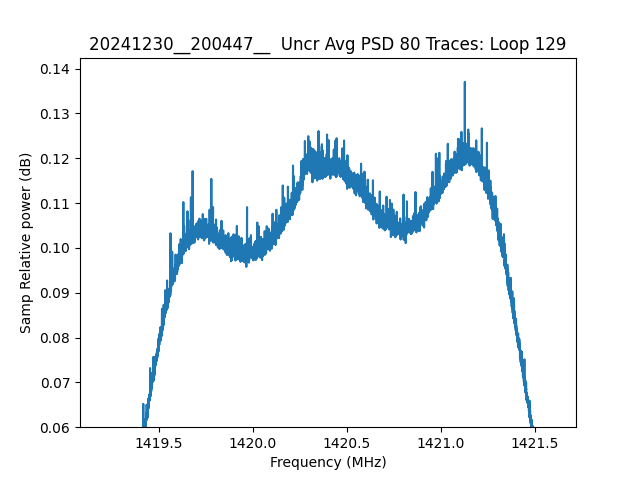 20241230__200447__  Uncr Avg PSD 80 Traces: Loop 129
0.14
0.13
0.12
0.11
0.10
0.09
0.08
0.07
0.06
Samp Relative power (dB)
1419.5 1420.0 1420.5 1421.0 1421.5
Frequency (MHz)